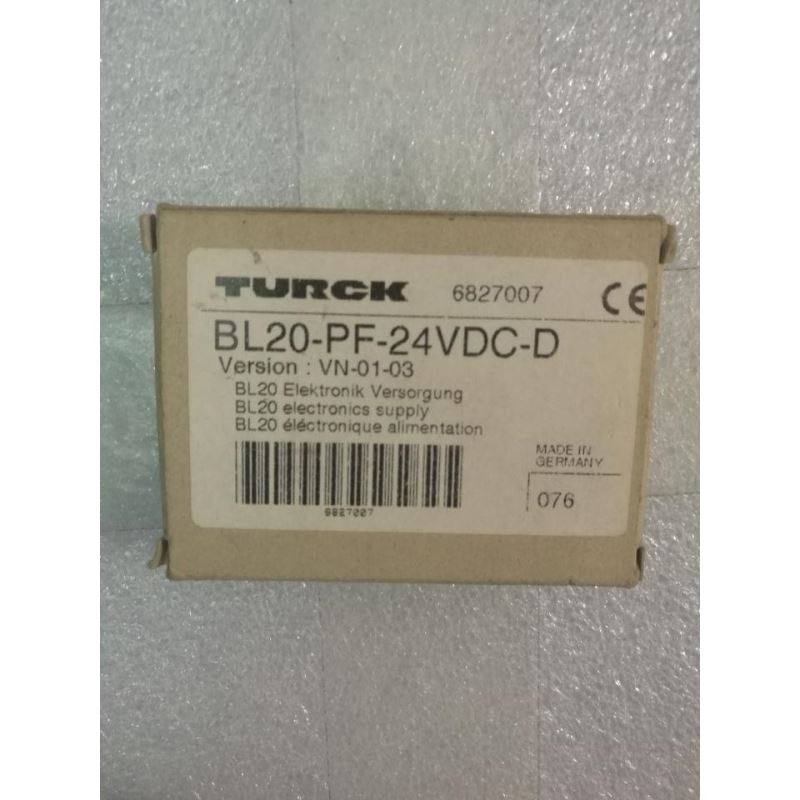 TURCK 6827007 CE
BL20-PF-24VDC-D
Version : VN-01-03
BL20 Elektronik Versorgung
BL20 electronics supply
BL20 éléctronique alimentation
MADE IN
GERMANY
076
6827007